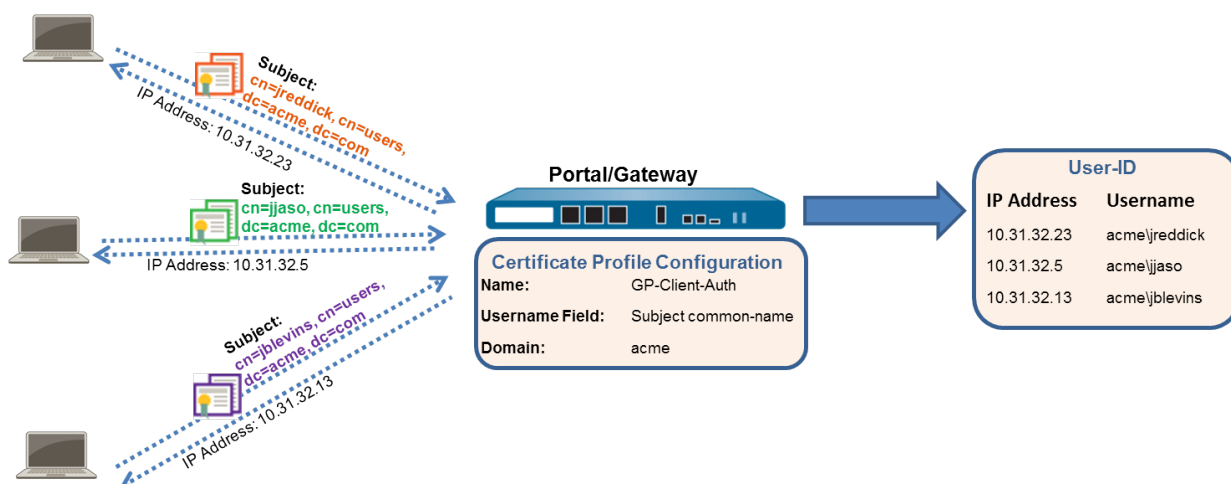 Subject:
cn=jreddick, cn=users,
dc=acme, dc=com
IP Address: 10.31.32.23
Subject:
cn=jjaso, cn=users,
dc=acme, dc=com
IP Address: 10.31.32.5
Subject:
cn=jblevins, cn=users,
dc=acme, dc=com
IP Address: 10.31.32.13
Portal/Gateway
Certificate Profile Configuration
Name: GP-Client-Auth
Username Field: Subject common-name
Domain: acme
User-ID
IP Address Username
10.31.32.23 acme\jreddick
10.31.32.5 acme\jjaso
10.31.32.13 acme\jblevins